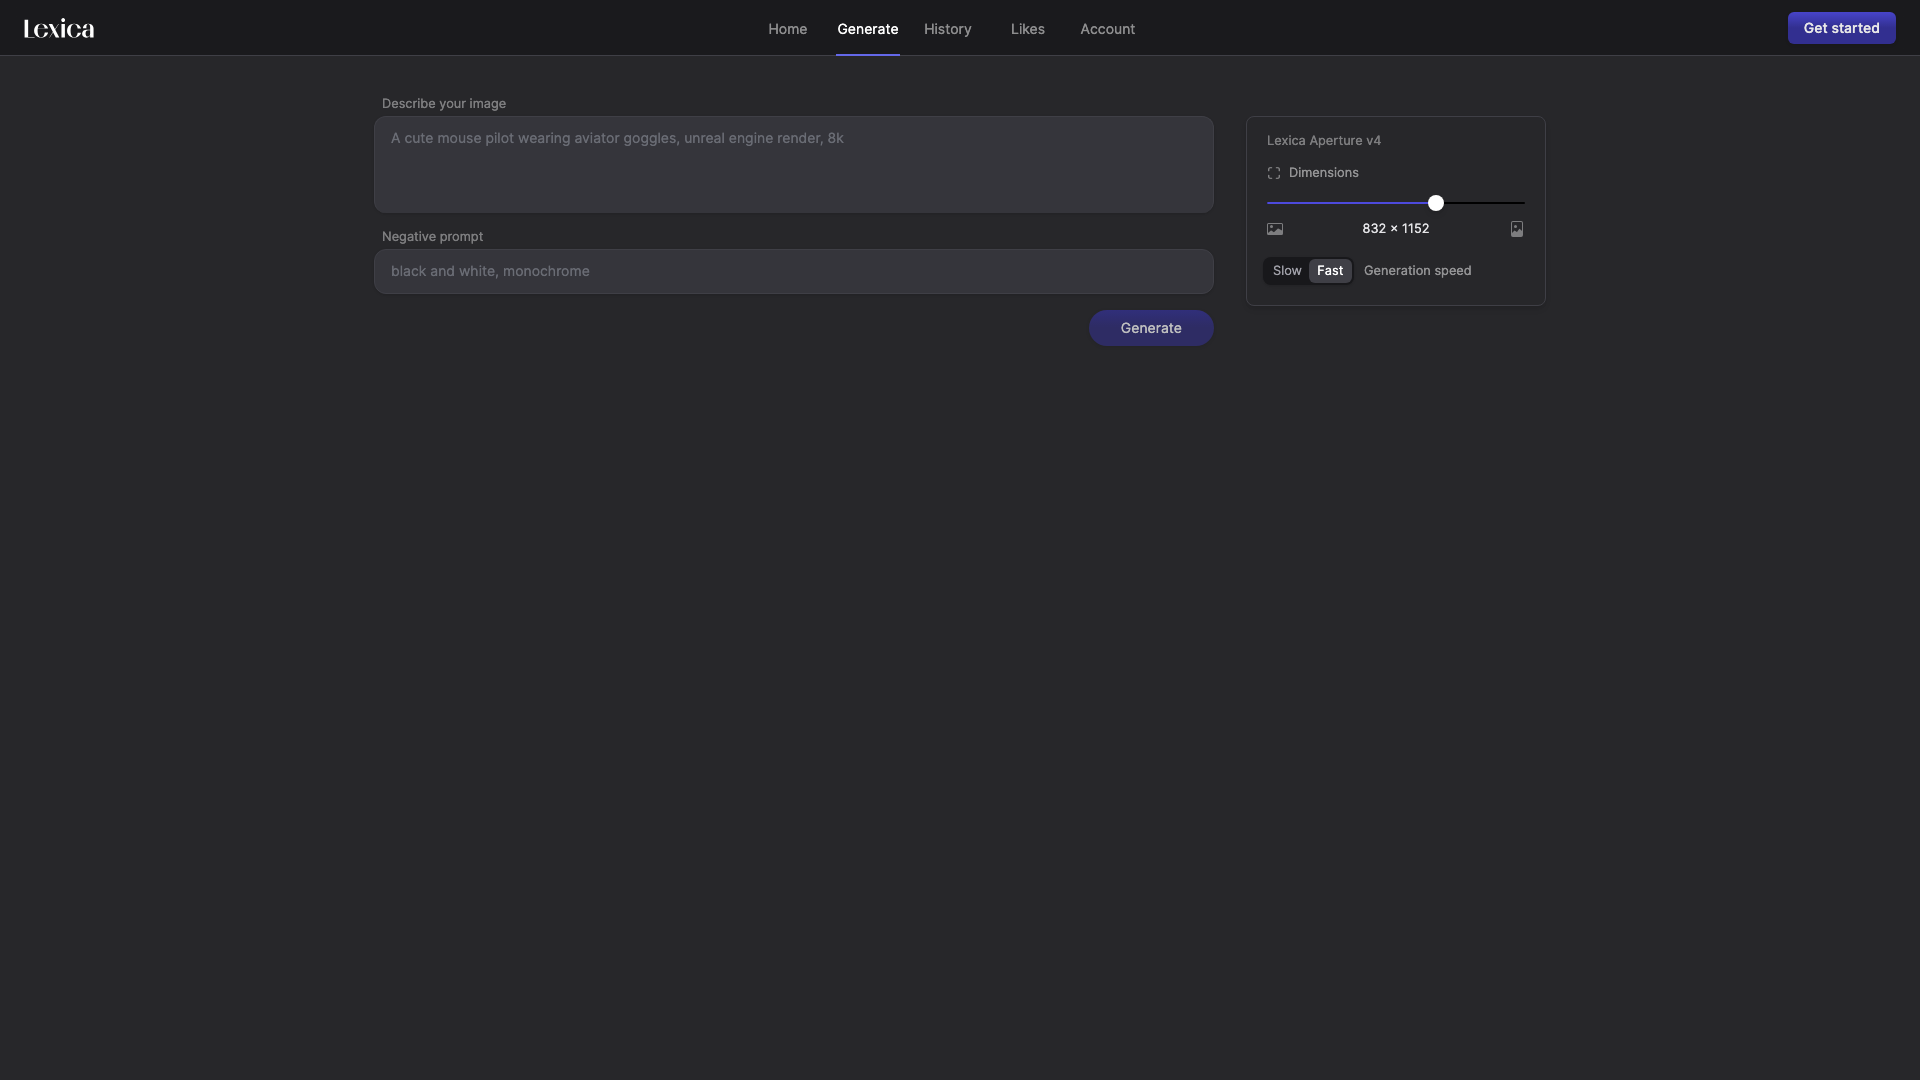 Lexica
Home Generate History Likes Account
Get started
Describe your image
A cute mouse pilot wearing aviator goggles, unreal engine render, 8k
Negative prompt
black and white, monochrome
Generate
Lexica Aperture v4
Dimensions
832 × 1152
Slow Fast Generation speed